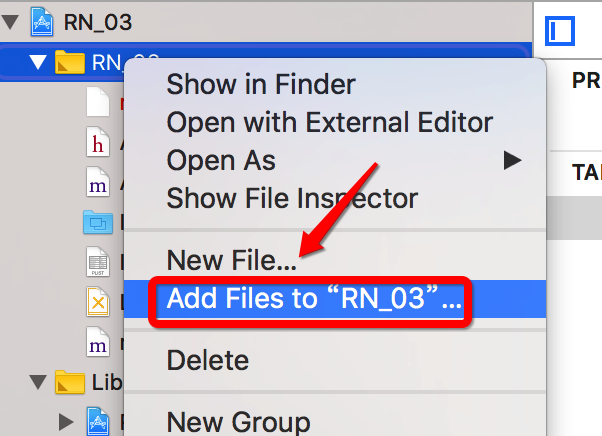 RN_03
Show in Finder
Open with External Editor
Open As
Show File Inspector
New File...
Add Files to “RN_03”...
Delete
New Group
h
m
PLIST
m
Lib
PR
TA